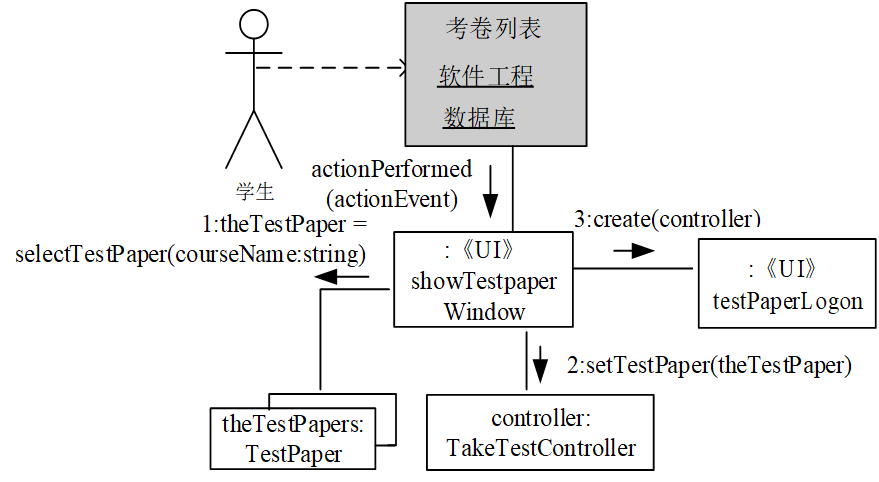 考卷列表
软件工程
数据库
学生
actionPerformed
(actionEvent)
1:theTestPaper =
selectTestPaper(courseName:string)
3:create(controller)
:《UI》
showTestpaper
Window
:《UI》
testPaperLogon
2:setTestPaper(theTestPaper)
theTestPapers:
TestPaper
controller:
TakeTestController